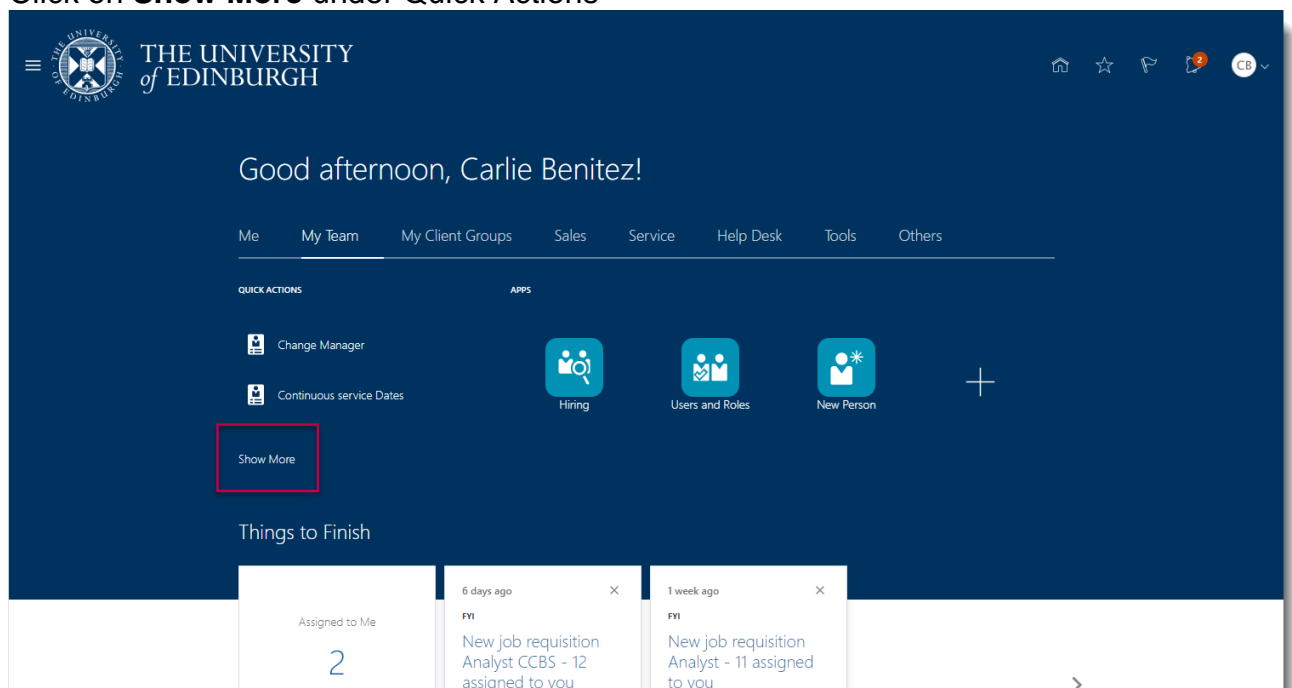 Click on Show More under Quick Actions
THE UNIVERSITY
of EDINBURGH
2
CB
Good afternoon, Carlie Benitez!
Me My Team My Client Groups Sales Service Help Desk Tools Others
QUICK ACTIONS
APPS
Change Manager
Continuous service Dates
Hiring Users and Roles New Person
Show More
Things to Finish
Assigned to Me
2
6 days ago
FYI
New job requisition
Analyst CCBS - 12
assigned to you
1 week ago
FYI
New job requisition
Analyst - 11 assigned
to you